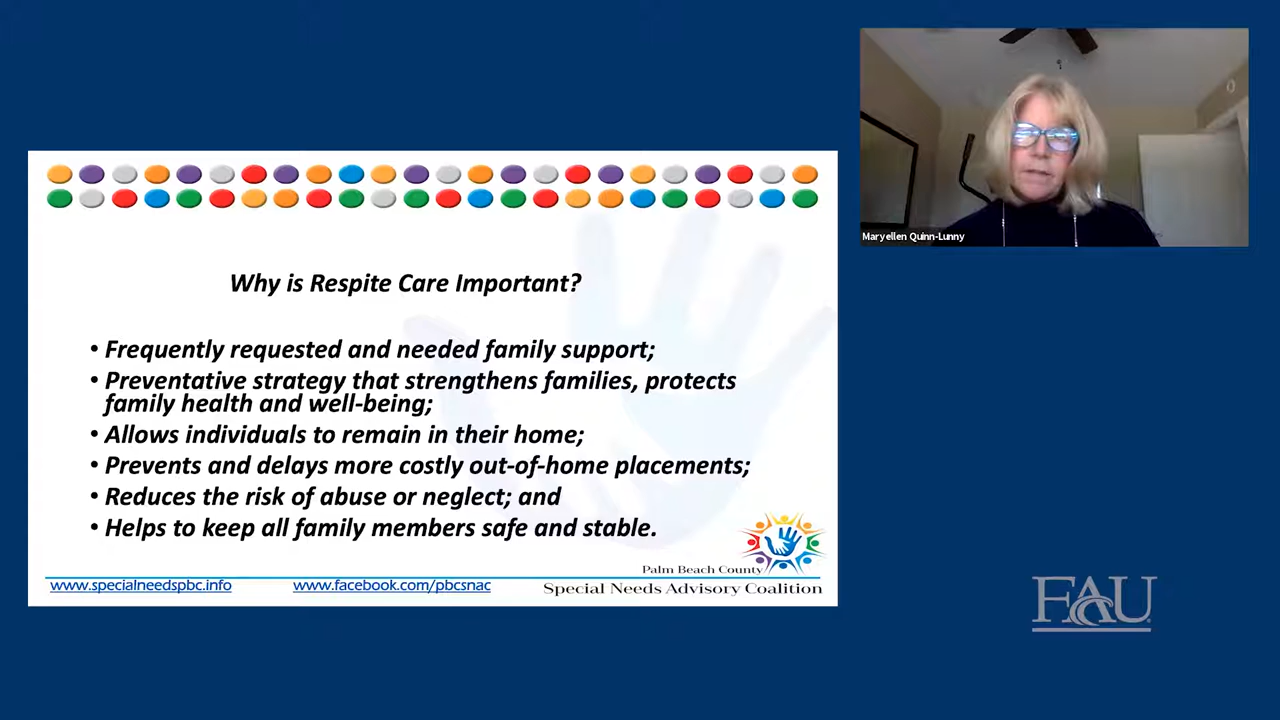 Maryellen Quinn-Lunny
Why is Respite Care Important?
• Frequently requested and needed family support;
• Preventative strategy that strengthens families, protects
family health and well-being;
• Allows individuals to remain in their home;
• Prevents and delays more costly out-of-home placements;
• Reduces the risk of abuse or neglect; and
• Helps to keep all family members safe and stable.
Palm Beach County
www.specialneedspbc.info
www.facebook.com/pbcsnac
Special Needs Advisory Coalition
FAU